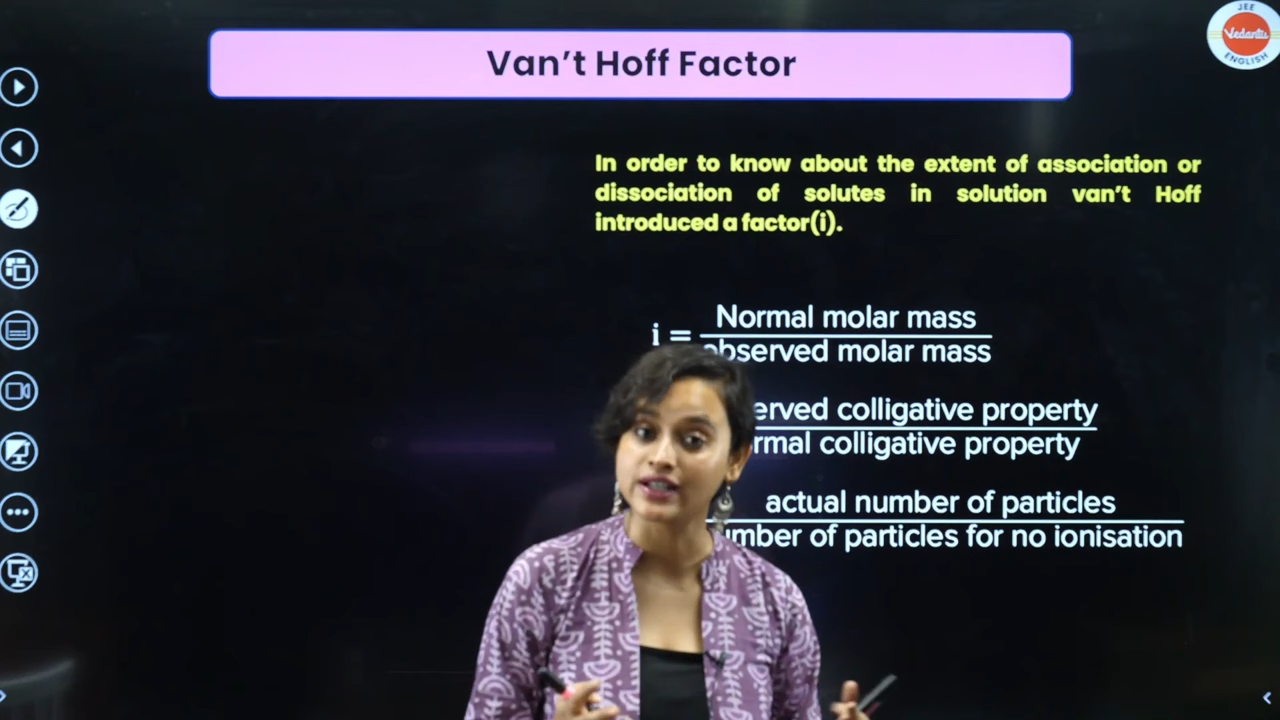 JEE
Vedantu
ENGLISH
Van't Hoff Factor
In order to know about the extent of association or
dissociation of solutes in solution van't Hoff
introduced a factor(i).
i = Normal molar mass
observed molar mass
erved colligative property
rmal colligative property
actual number of particles
umber of particles for no ionisation